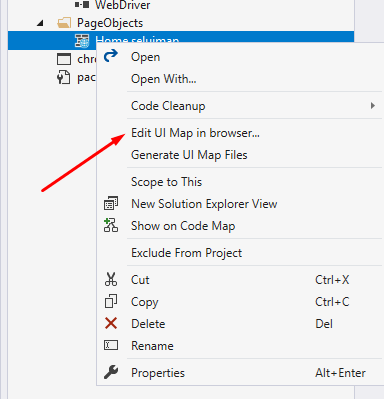 WebDriver
PageObjects
Home.seluimap
chro
pac
Open
Open With...
Code Cleanup
Edit UI Map in browser...
Generate UI Map Files
Scope to This
New Solution Explorer View
Show on Code Map
Exclude From Project
Cut Ctrl+X
Copy Ctrl+C
Delete Del
Rename
Properties Alt+Enter